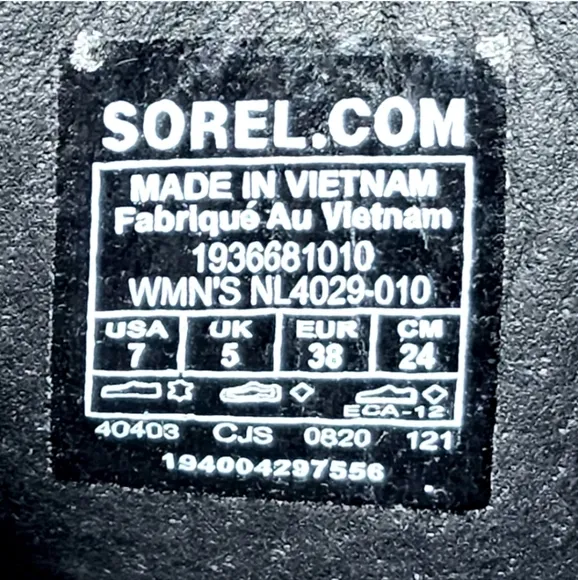 SOREL.COM
MADE IN VIETNAM
Fabriqué Au Vietnam
1936681010
WMN'S NL4029-010
USA UK EUR CM
7 5 38 24
ECA-12
40403 CJS 0820 121
194004297556